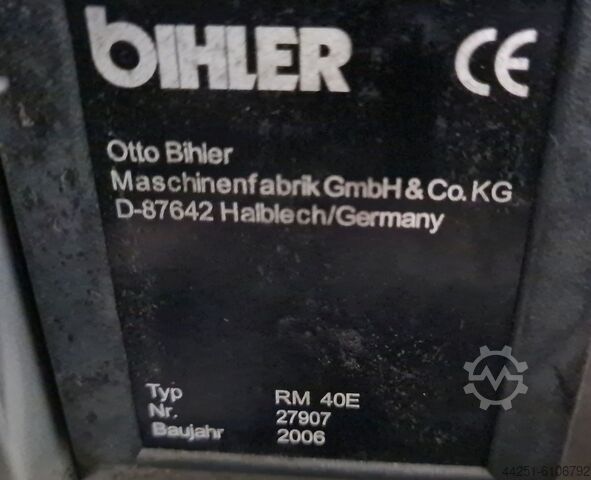 BIHLER CE
Otto Bihler
Maschinenfabrik GmbH & Co. KG
D-87642 Halblech/Germany
Typ RM 40E
Nr. 27907
Baujahr 2006
44251-6106792